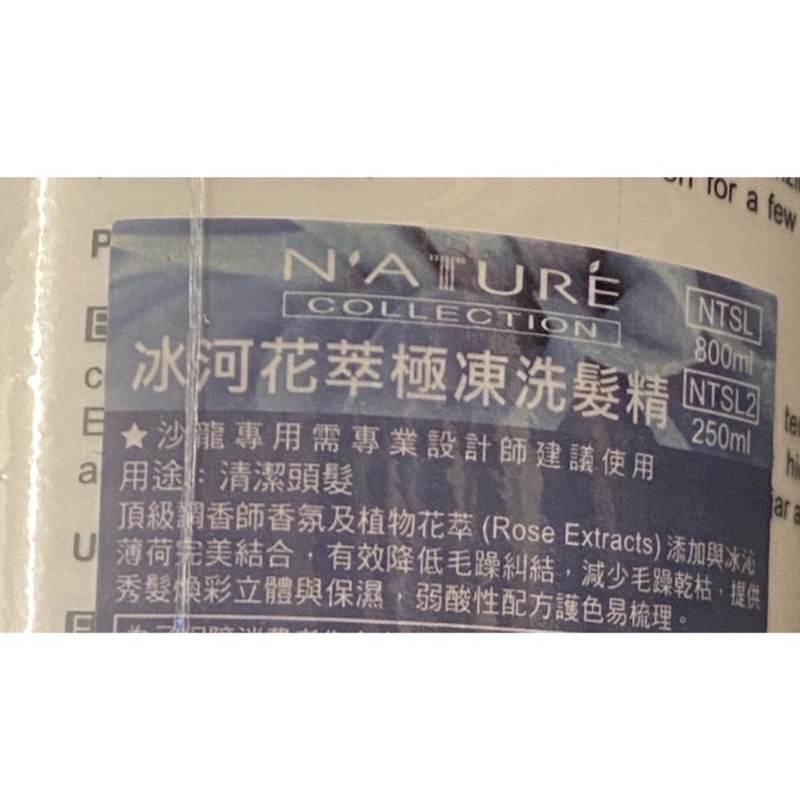 for a few
N'ATURÉ
COLLECTION
NTSL
800ml
冰河花萃極凍洗髮精
NTSL2
250ml
★沙龍專用需專業設計師建議使用
用途：清潔頭髮
頂級調香師香氛及植物花萃 (Rose Extracts) 添加與冰沁
薄荷完美結合，有效降低毛躁糾結，減少毛躁乾枯，提供
秀髮煥彩立體與保濕，弱酸性配方護色易梳理。